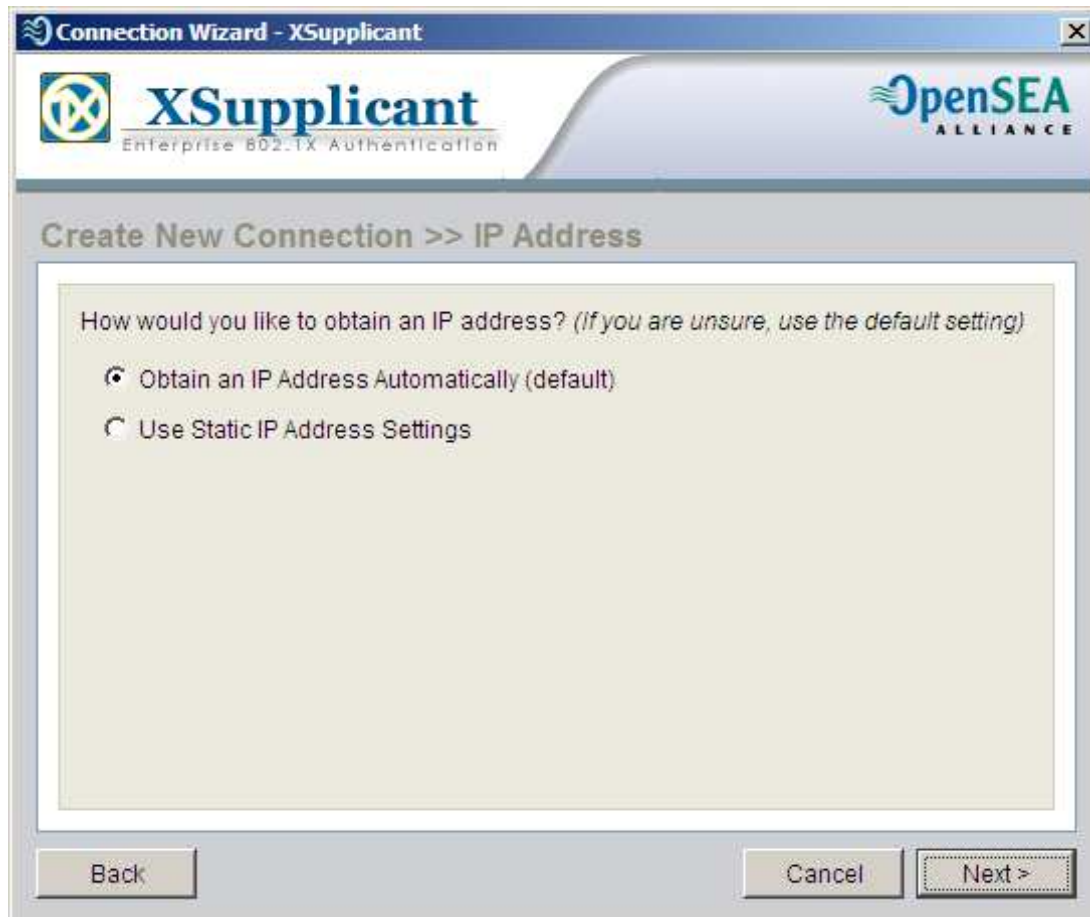 Connection Wizard - XSupplicant
1X XSupplicant
Enterprise 802.1X Authentication
OpenSEA
ALLIANCE
Create New Connection >> IP Address
How would you like to obtain an IP address? (If you are unsure, use the default setting)
Obtain an IP Address Automatically (default)
Use Static IP Address Settings
Back
Cancel
Next >